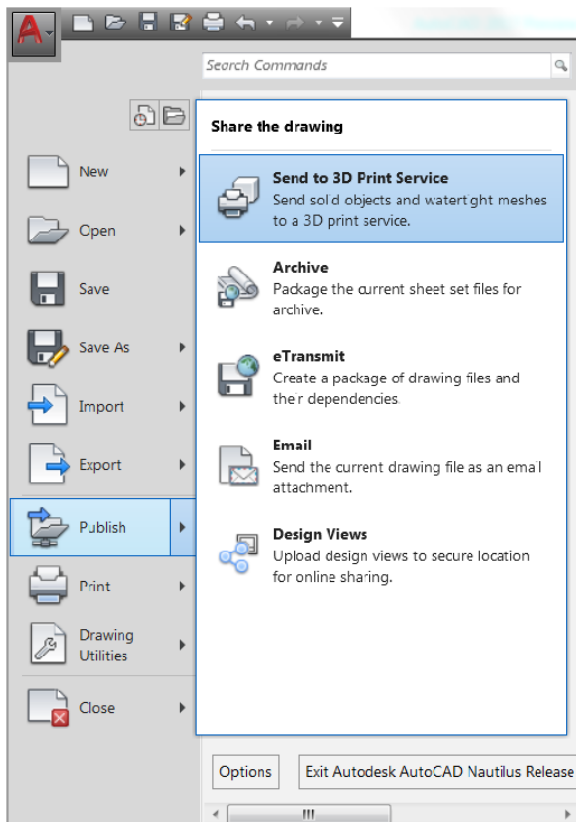 A
Search Commands
Share the drawing
New
Open
Save
Save As
Import
Export
Publish
Print
Drawing
Utilities
Close
Send to 3D Print Service
Send solid objects and watertight meshes
to a 3D print service.
Archive
Package the current sheet set files for
archive.
eTransmit
Create a package of drawing files and
their dependencies.
Email
Send the current drawing file as an email
attachment.
Design Views
Upload design views to secure location
for online sharing.
Options
Exit Autodesk AutoCAD Nautilus Release